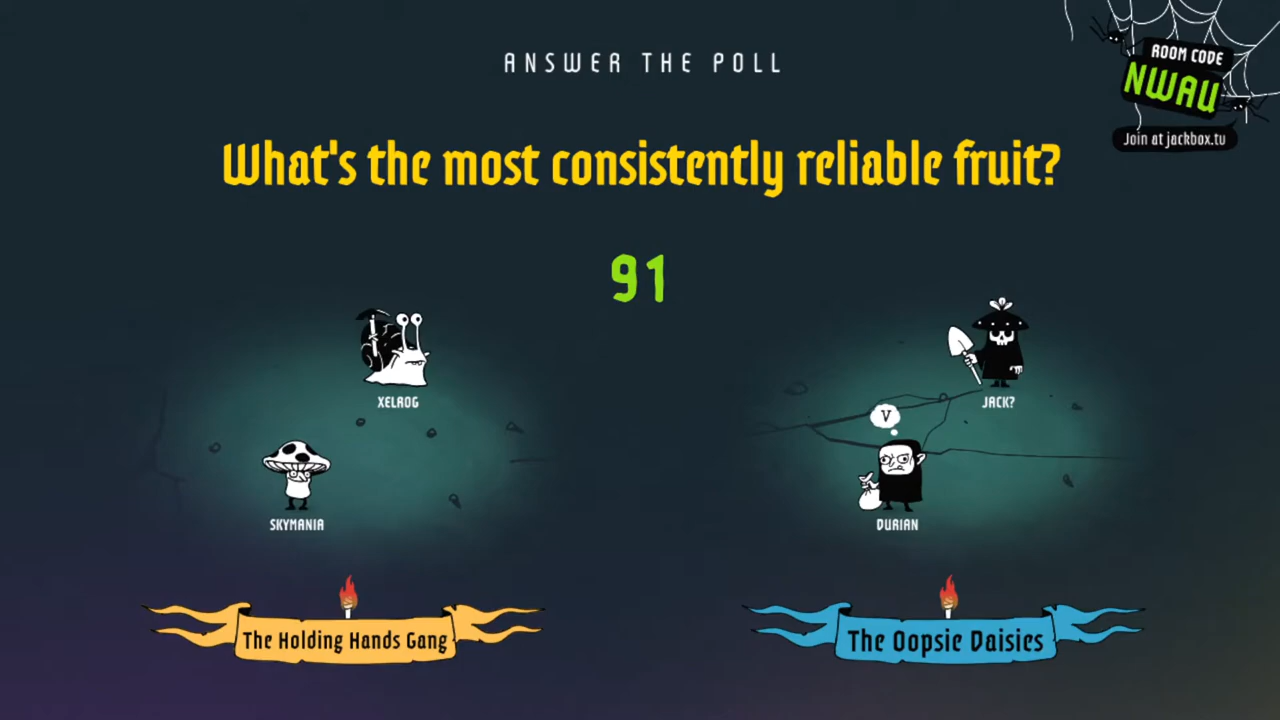 ANSWER THE POLL
ROOM CODE
NWAU
Join at jackbox.tv
What's the most consistently reliable fruit?
91
XELROG
JACK?
V
SKYMANIA
DURIAN
The Holding Hands Gang
The Oopsie Daisies